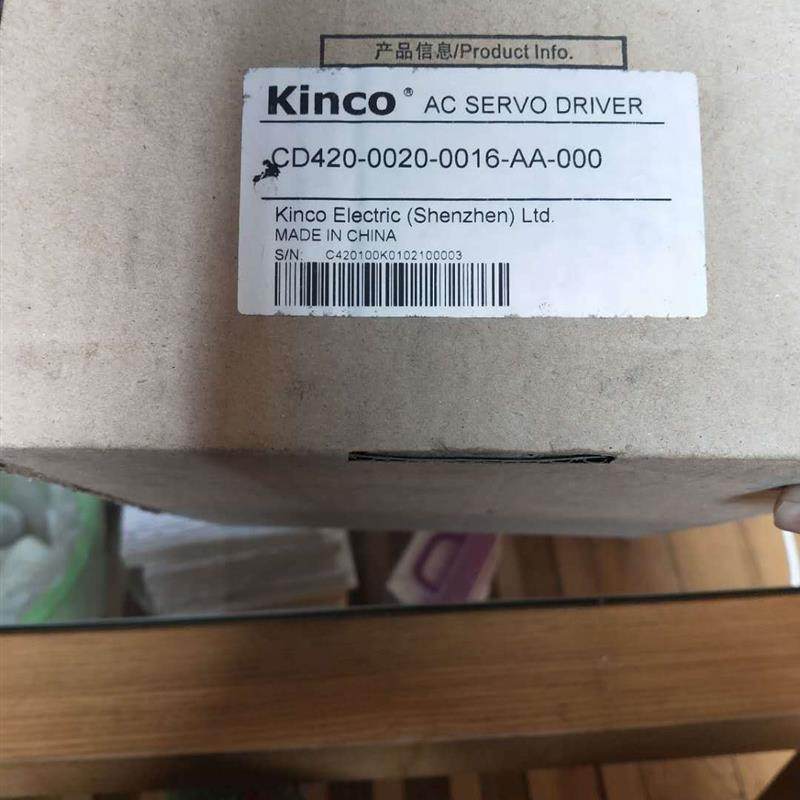 产品信息/Product Info.
Kinco® AC SERVO DRIVER
CD420-0020-0016-AA-000
Kinco Electric (Shenzhen) Ltd.
MADE IN CHINA
S/N: C420100K0102100003